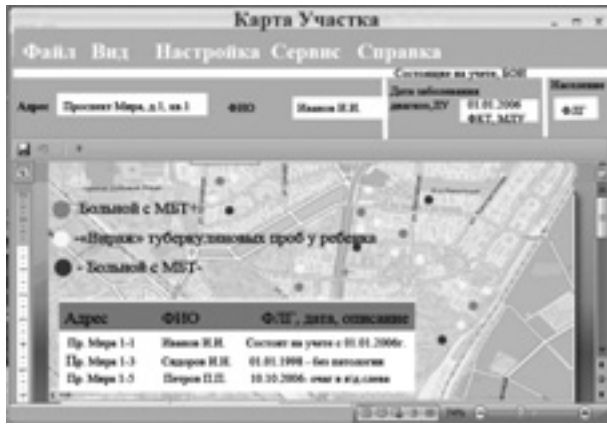 Карта Участка
Файл Вид Настройка Сервис Справка
Состоящие на учете, БОИ
Население
Дата заболевания
Адрес Проспект Мира, д.1, кв.1 ФИО Иванов И.И. диагноз,ДУ 01.01.2006 ФЛГ
ФКТ, МЛУ
Больной с МБТ+
-«Вираж» туберкулиновых проб у ребенка
- Больной с МБТ-
Адрес ФИО ФЛГ, дата, описание
Пр. Мира 1-1 Иванов И.И. Состоит на учете с 01.01.2006г.
Пр. Мира 1-3 Сидоров И.И. 01.01.1998 - без патологии
Пр. Мира 1-5 Петров П.П. 10.10.2006- очаг в в\д слева